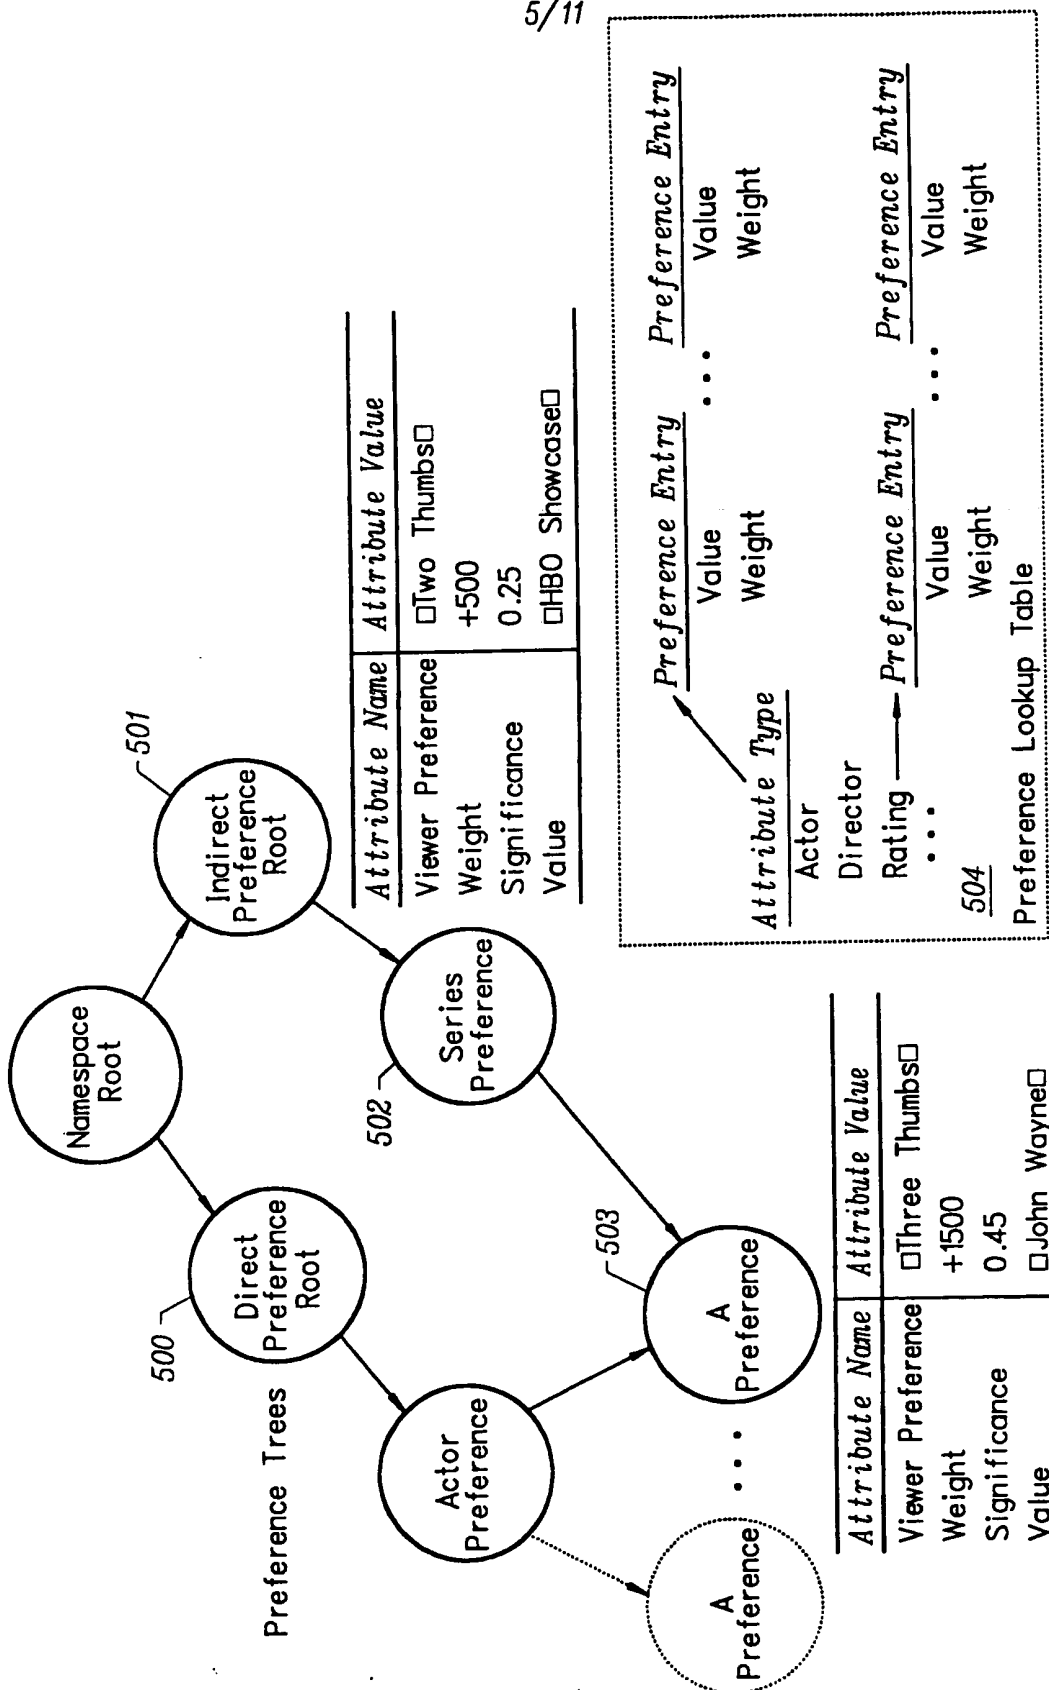 5/11
Preference Trees
Namespace
Root
500
Direct
Preference
Root
501
Indirect
Preference
Root
Actor
Preference
502
Series
Preference
A
Preference
• • •
503
A
Preference
Attribute Name Attribute Value
Viewer Preference □Two Thumbs□
Weight +500
Significance 0.25
Value □HBO Showcase□
Attribute Name Attribute Value
Viewer Preference □Three Thumbs□
Weight +1500
Significance 0.45
Value □John Wayne□
Attribute Type
Actor
Director
Rating
• • •
Preference Entry • • • Preference Entry
Value Value
Weight Weight
Preference Entry • • • Preference Entry
Value Value
Weight Weight
504
Preference Lookup Table